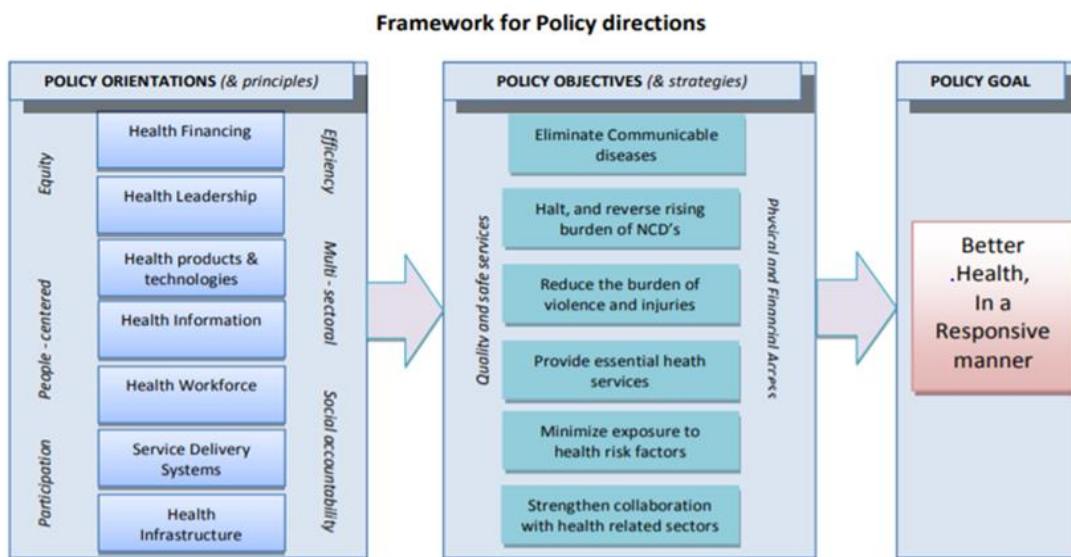 Framework for Policy directions
POLICY ORIENTATIONS (& principles)
Equity
People - centered
Participation
Health Financing
Health Leadership
Health products &
technologies
Health Information
Health Workforce
Service Delivery
Systems
Health
Infrastructure
Efficiency
Multi - sectoral
Social accountability
POLICY OBJECTIVES (& strategies)
Quality and safe services
Eliminate Communicable
diseases
Halt, and reverse rising
burden of NCD's
Reduce the burden of
violence and injuries
Provide essential heath
services
Minimize exposure to
health risk factors
Strengthen collaboration
with health related sectors
Physical and Financial Access
POLICY GOAL
Better
.Health,
In a
Responsive
manner